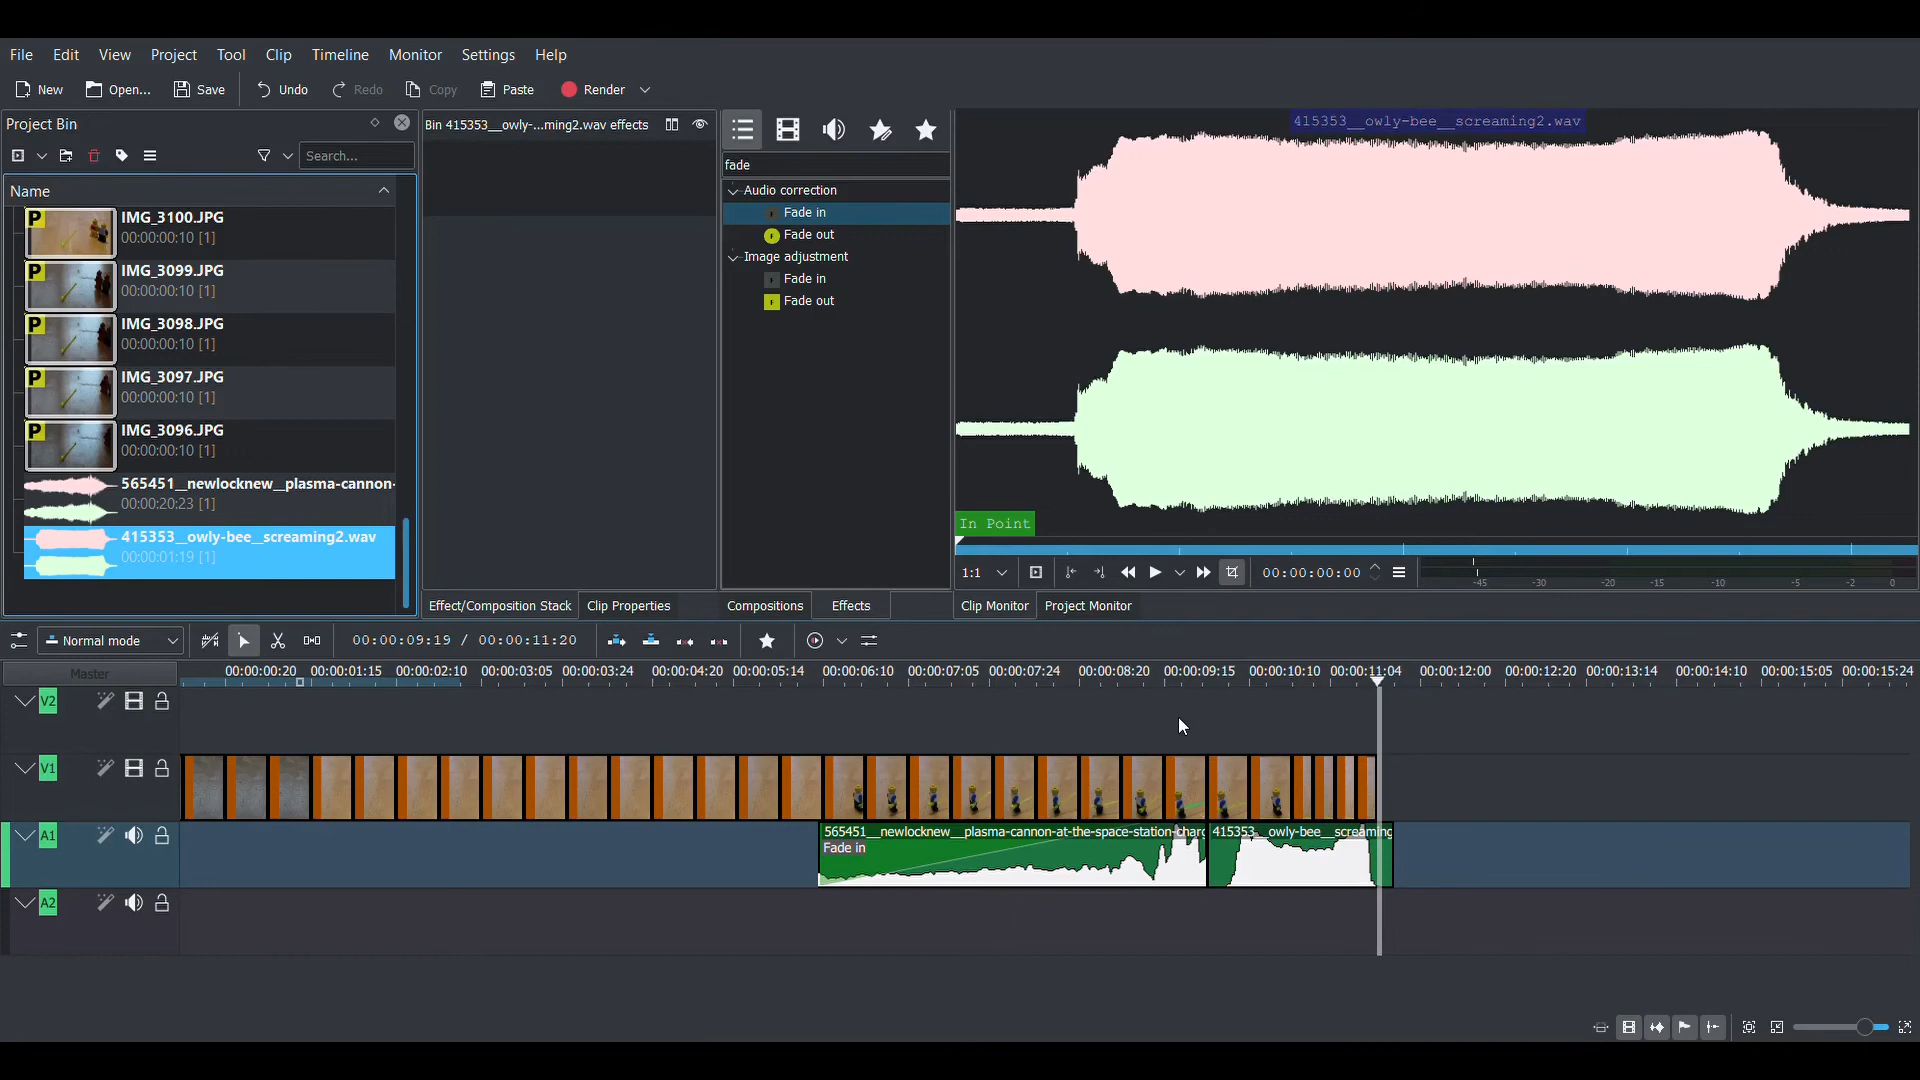 File Edit View Project Tool Clip Timeline Monitor Settings Help
New Open... Save Undo Redo Copy Paste Render
Project Bin
Search...
Name
P
IMG_3100.JPG
00:00:00:10 [1]
P
IMG_3099.JPG
00:00:00:10 [1]
P
IMG_3098.JPG
00:00:00:10 [1]
P
IMG_3097.JPG
00:00:00:10 [1]
P
IMG_3096.JPG
00:00:00:10 [1]
565451__newlocknew__plasma-cannon-
00:00:20:23 [1]
415353__owly-bee__screaming2.wav
00:00:01:19 [1]
Bin 415353__owly-...ming2.wav effects
Effect/Composition Stack Clip Properties
fade
Audio correction
Fade in
Fade out
Image adjustment
Fade in
Fade out
Compositions Effects
415353__owly-bee__screaming2.wav
In Point
1:1 00:00:00:00 -45 -30 -20 -15 -10 -5 -2 0
Clip Monitor Project Monitor
Normal mode 00:00:09:19 / 00:00:11:20
Master 00:00:00:20 00:00:01:15 00:00:02:10 00:00:03:05 00:00:03:24 00:00:04:20 00:00:05:14 00:00:06:10 00:00:07:05 00:00:07:24 00:00:08:20 00:00:09:15 00:00:10:10 00:00:11:04 00:00:12:00 00:00:12:20 00:00:13:14 00:00:14:10 00:00:15:05 00:00:15:24
V2
V1
A1
565451__newlocknew__plasma-cannon-at-the-space-station-charg 415353__owly-bee__screaming
Fade in
A2